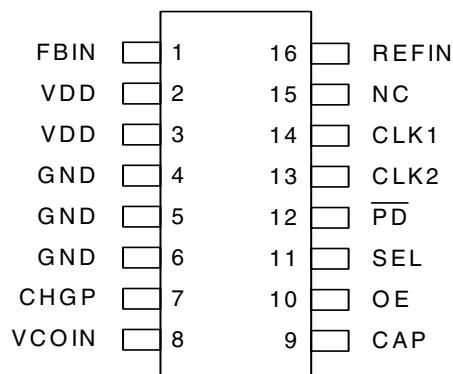 FBIN 1 16 REFIN
VDD 2 15 NC
VDD 3 14 CLK1
GND 4 13 CLK2
GND 5 12 P̅D̅
GND 6 11 SEL
CHGP 7 10 OE
VCOIN 8 9 CAP